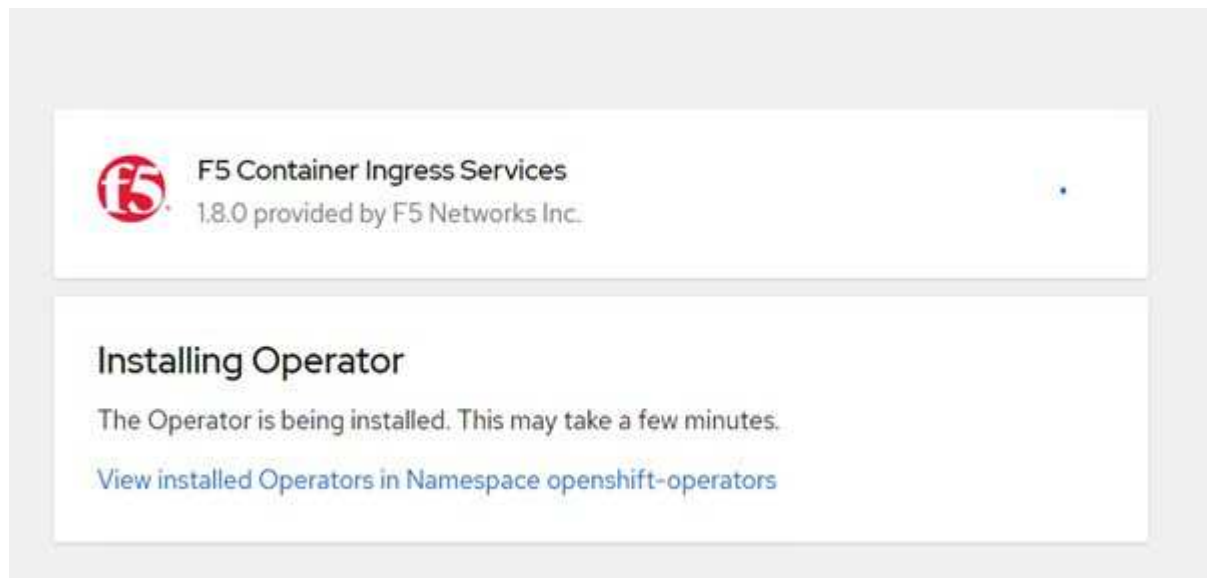 f5
F5 Container Ingress Services
1.8.0 provided by F5 Networks Inc.
Installing Operator
The Operator is being installed. This may take a few minutes.
View installed Operators in Namespace openshift-operators